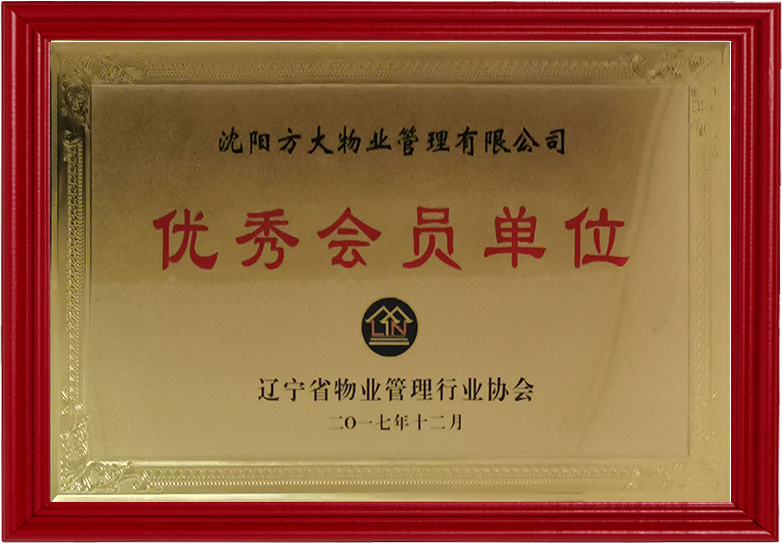 沈阳方大物业管理有限公司
优秀会员单位
LN
辽宁省物业管理行业协会
二〇一七年十二月